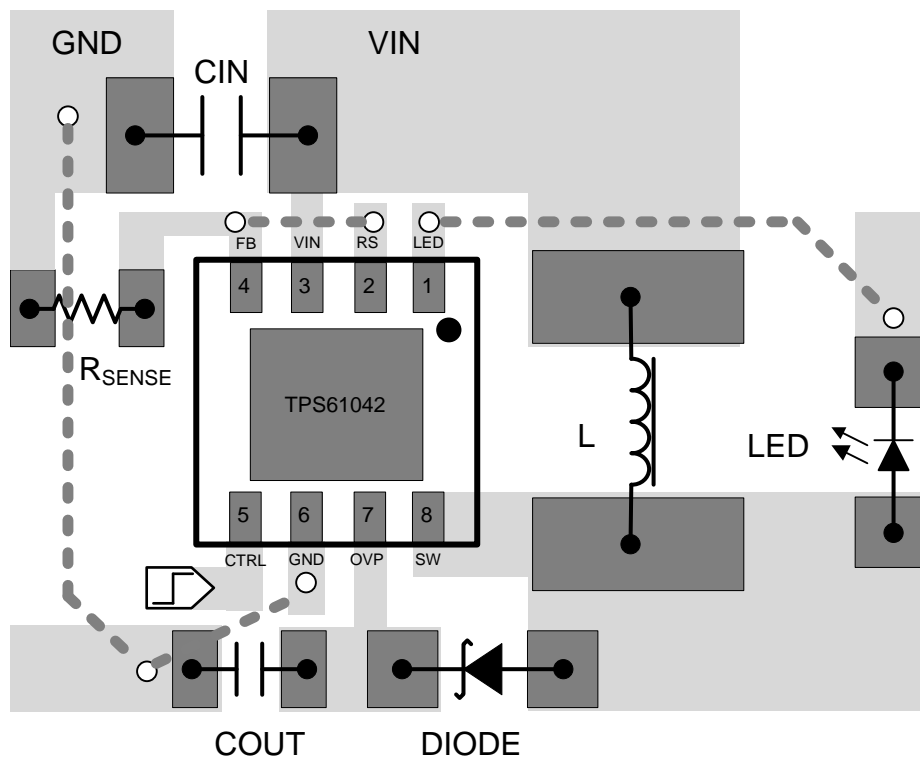 GND
VIN
CIN
FB
VIN
RS
LED
4
3
2
1
RSENSE
TPS61042
L
LED
5
6
7
8
CTRL
GND
OVP
SW
COUT
DIODE